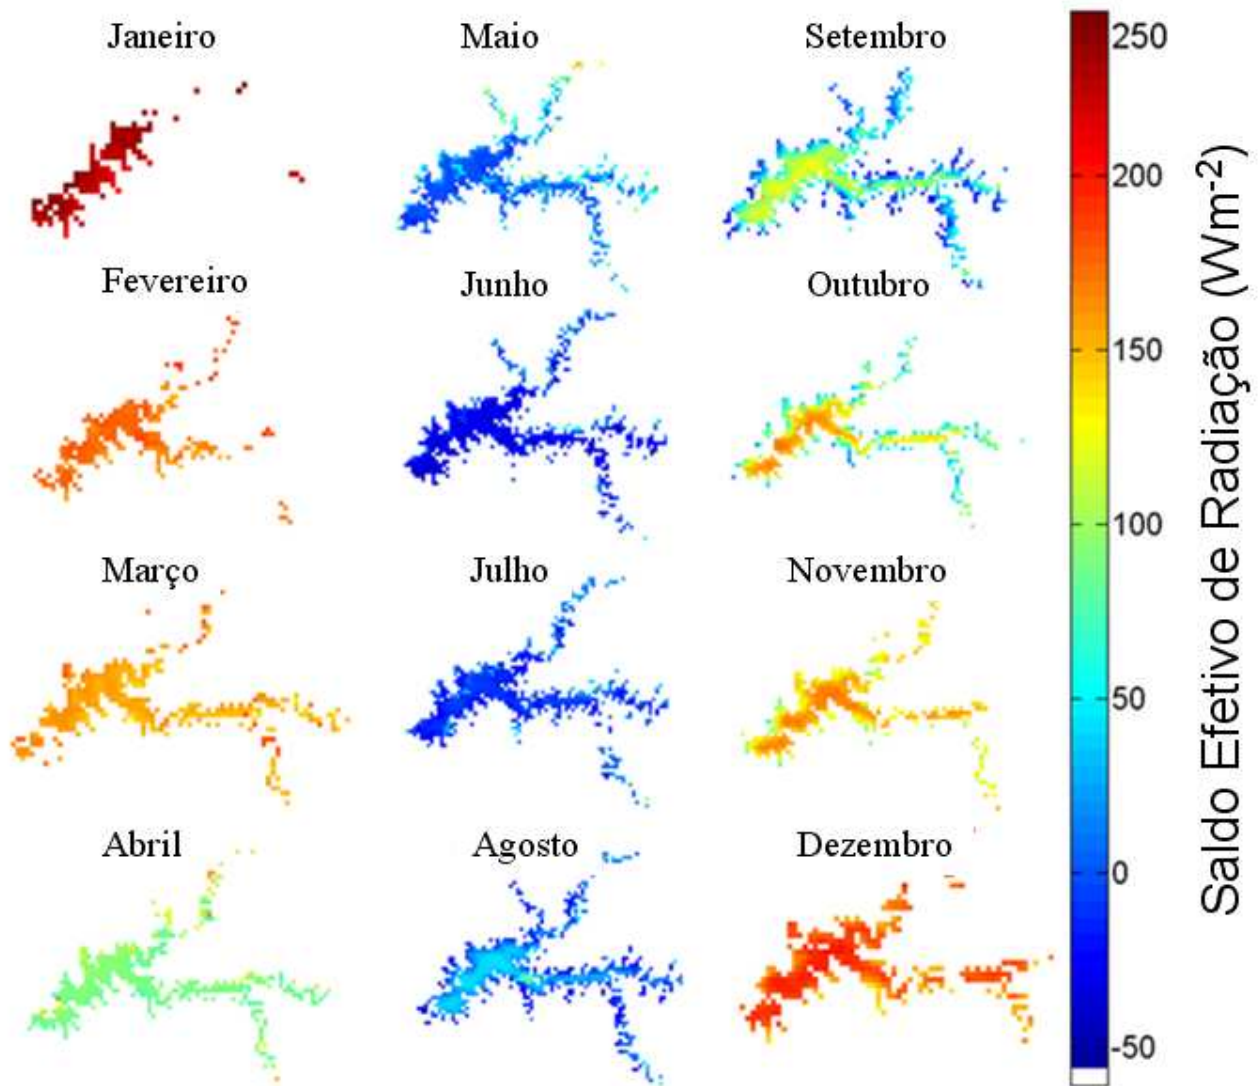 Janeiro
Maio
Setembro
Fevereiro
Junho
Outubro
Março
Julho
Novembro
Abril
Agosto
Dezembro
250
200
150
100
50
0
-50
Saldo Efetivo de Radiação (Wm-2)